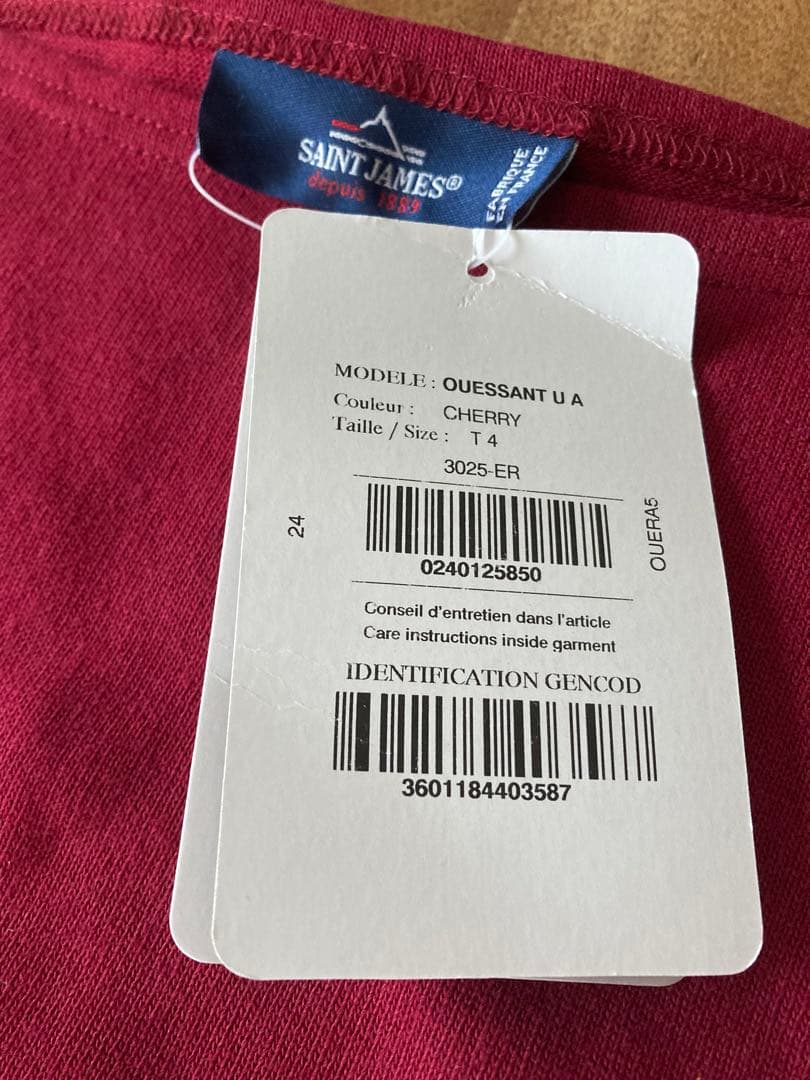 SAINT JAMES®
depuis 1889
FABRIQUÉ
EN FRANCE
MODELE : OUESSANT U A
Couleur : CHERRY
Taille / Size : T 4
3025-ER
24
OUERA5
0240125850
Conseil d'entretien dans l'article
Care instructions inside garment
IDENTIFICATION GENCOD
3601184403587